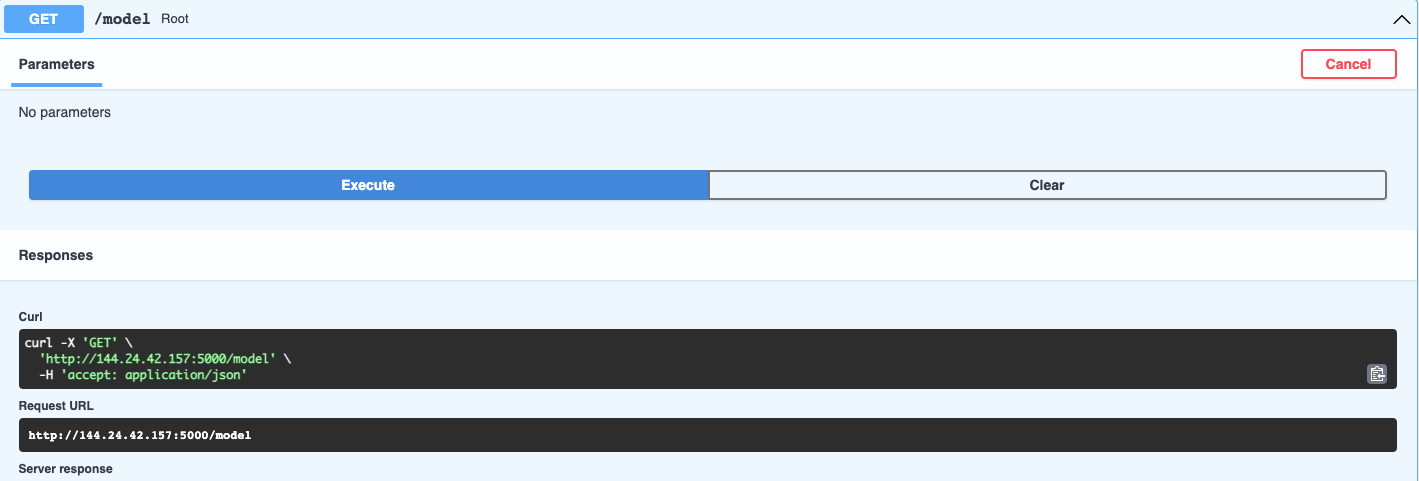 GET /model Root
Parameters Cancel
No parameters
Execute Clear
Responses
Curl
curl -X 'GET' \
'http://144.24.42.157:5000/model' \
-H 'accept: application/json'
Request URL
http://144.24.42.157:5000/model
Server response